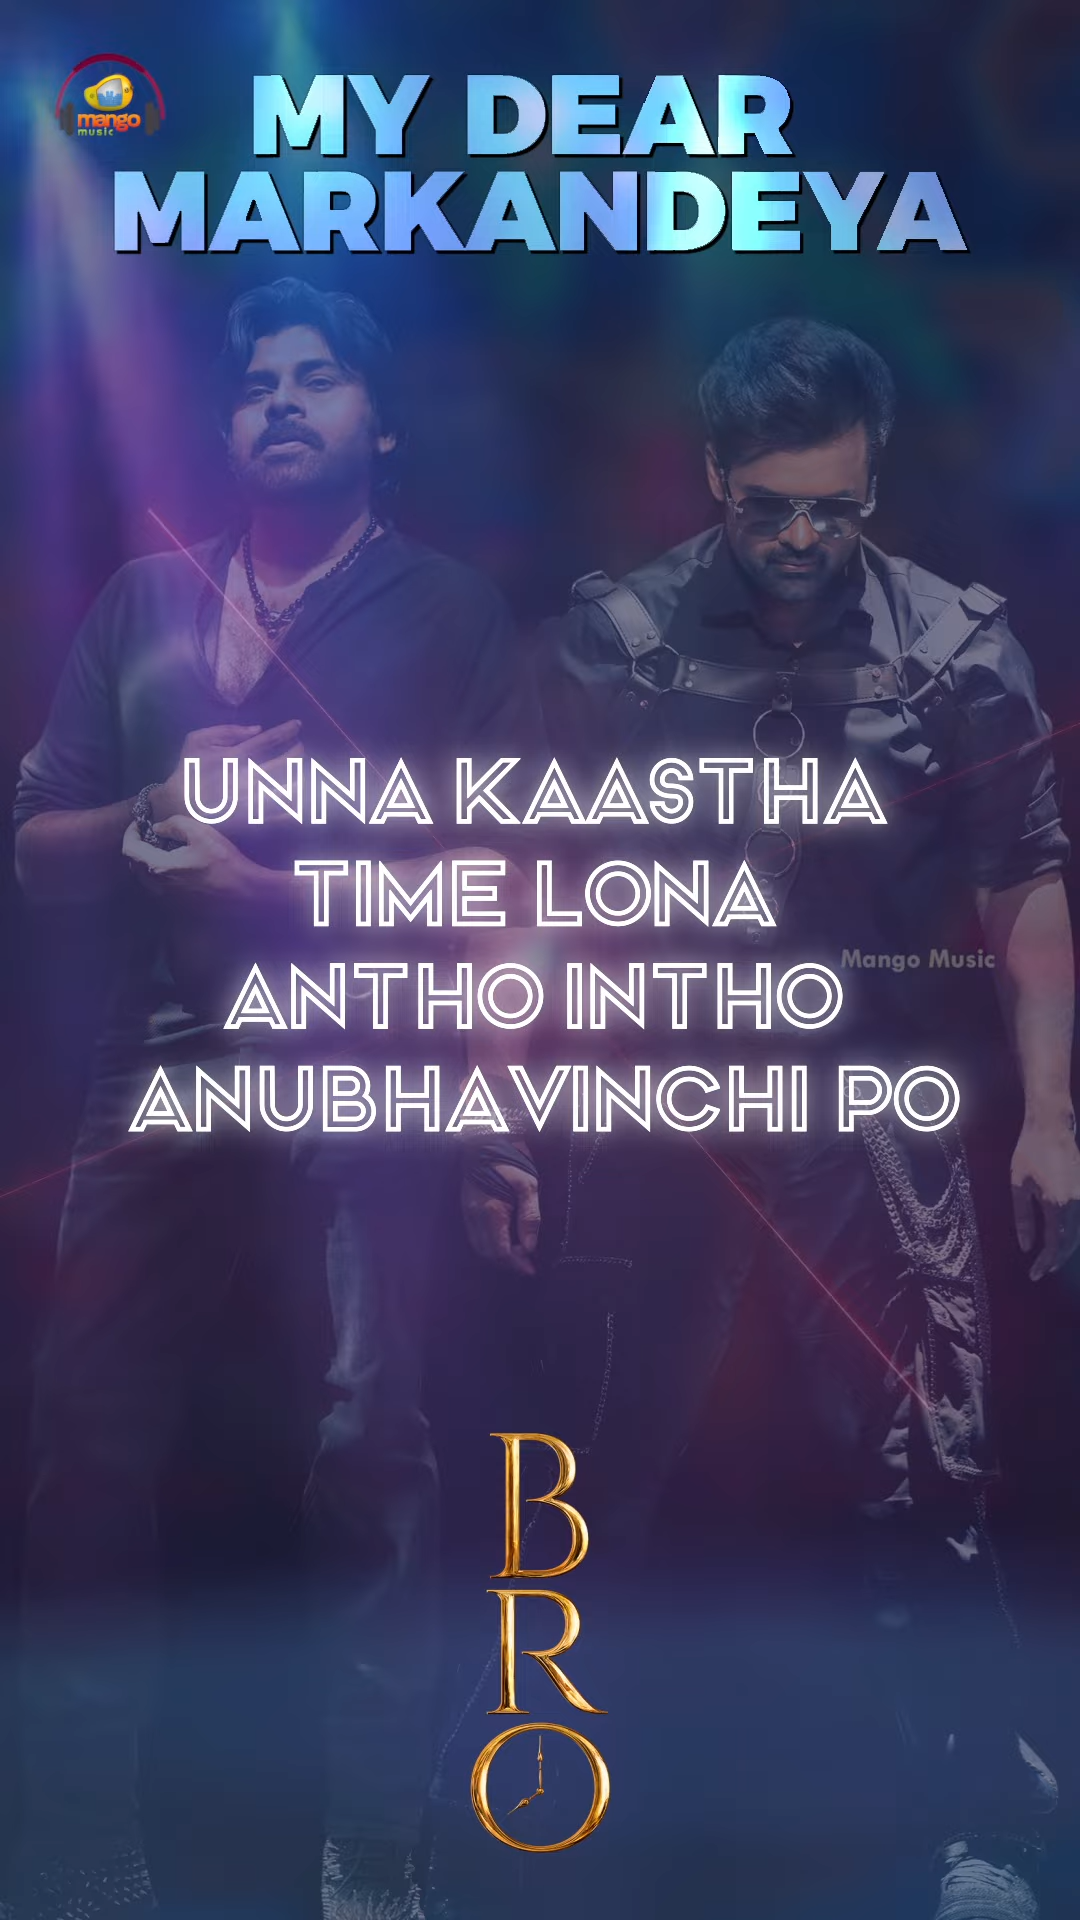 mango
music
MY DEAR
MARKANDEYA
UNNA KAASTHA
TIME LONA
ANTHO INTHO
ANUBHAVINCHI PO
Mango Music
B
R
O